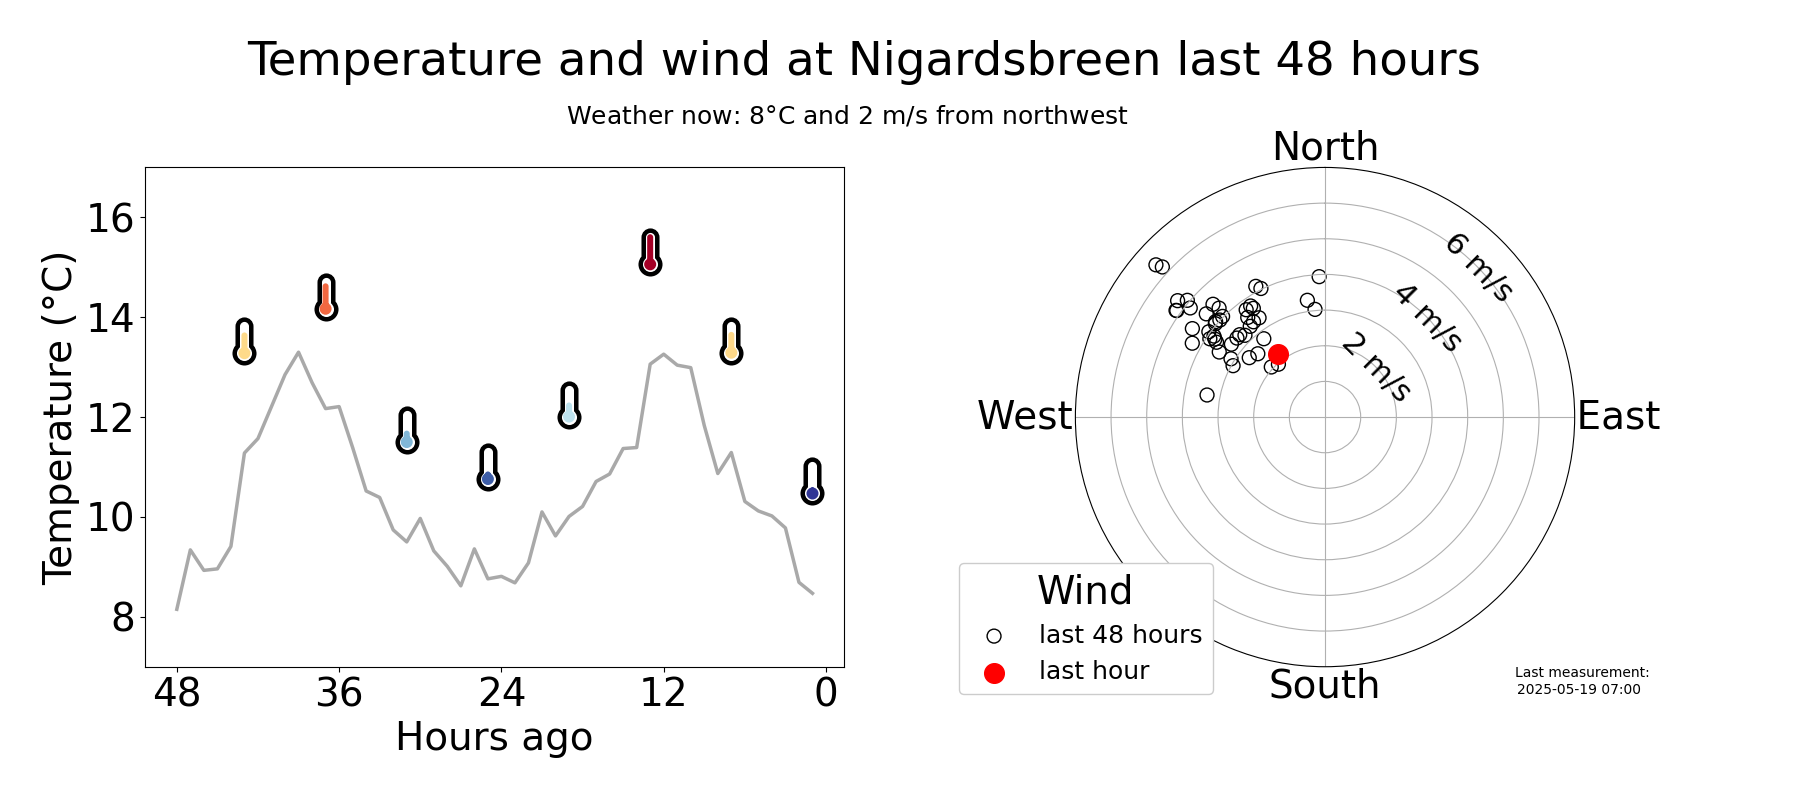 Temperature and wind at Nigardsbreen last 48 hours
Weather now: 8°C and 2 m/s from northwest
Temperature (°C)
16
14
12
10
8
48 36 24 12 0
Hours ago
North
West
East
South
6 m/s
4 m/s
2 m/s
Wind
last 48 hours
last hour
Last measurement:
2025-05-19 07:00